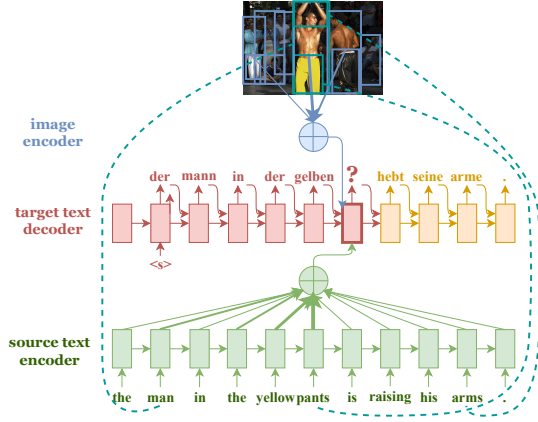 image
encoder
der mann in der gelben ? hebt seine arme .
target text
decoder
<s>
source text
encoder
the man in the yellow pants is raising his arms .